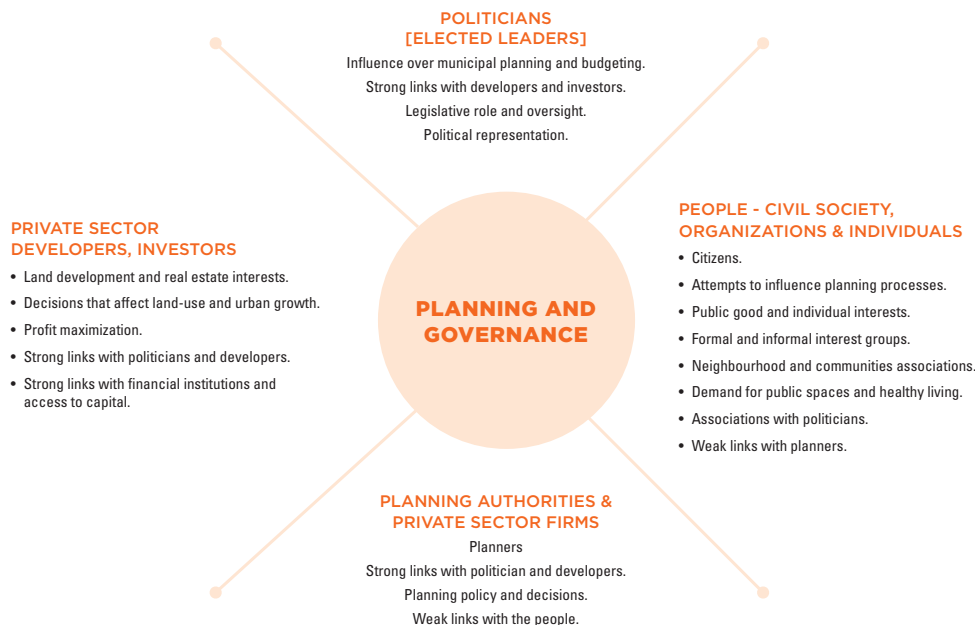 POLITICIANS
[ELECTED LEADERS]
Influence over municipal planning and budgeting.
Strong links with developers and investors.
Legislative role and oversight.
Political representation.
PRIVATE SECTOR
DEVELOPERS, INVESTORS
• Land development and real estate interests.
• Decisions that affect land-use and urban growth.
• Profit maximization.
• Strong links with politicians and developers.
• Strong links with financial institutions and
access to capital.
PLANNING AND
GOVERNANCE
PEOPLE - CIVIL SOCIETY,
ORGANIZATIONS & INDIVIDUALS
• Citizens.
• Attempts to influence planning processes.
• Public good and individual interests.
• Formal and informal interest groups.
• Neighbourhood and communities associations.
• Demand for public spaces and healthy living.
• Associations with politicians.
• Weak links with planners.
PLANNING AUTHORITIES &
PRIVATE SECTOR FIRMS
Planners
Strong links with politician and developers.
Planning policy and decisions.
Weak links with the people.